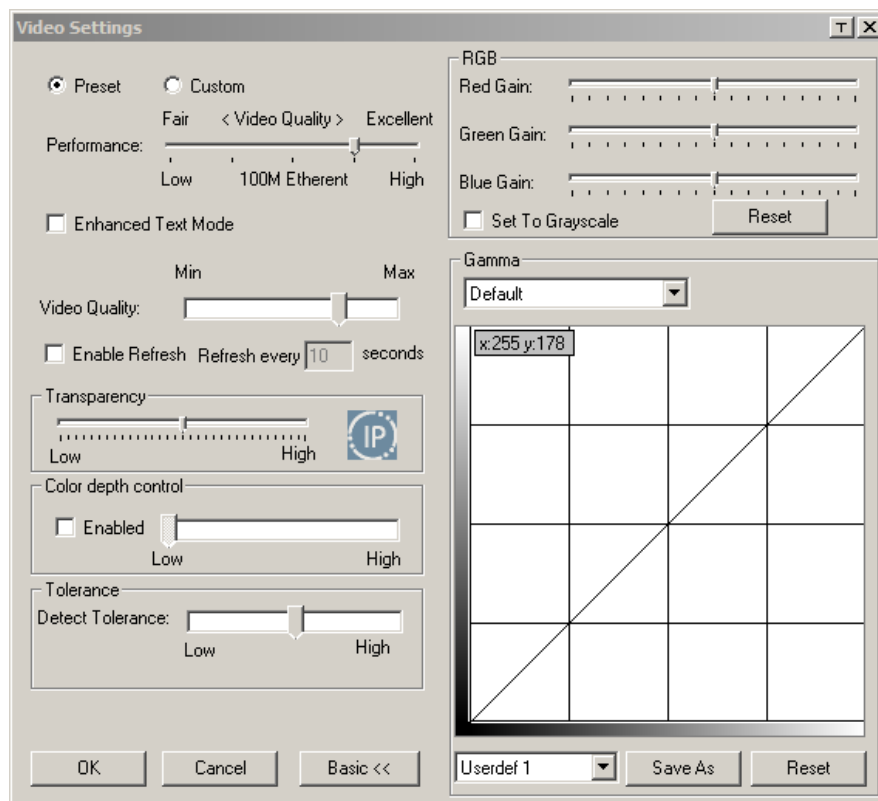 Video Settings
Preset
Custom
Fair < Video Quality > Excellent
Performance:
Low 100M Etherent High
Enhanced Text Mode
Min Max
Video Quality:
Enable Refresh Refresh every 10 seconds
Transparency
Low High
IP
Color depth control
Enabled
Low High
Tolerance
Detect Tolerance:
Low High
OK Cancel Basic <<
RGB
Red Gain:
Green Gain:
Blue Gain:
Set To Grayscale Reset
Gamma
Default
x:255 y:178
Userdef 1 Save As Reset